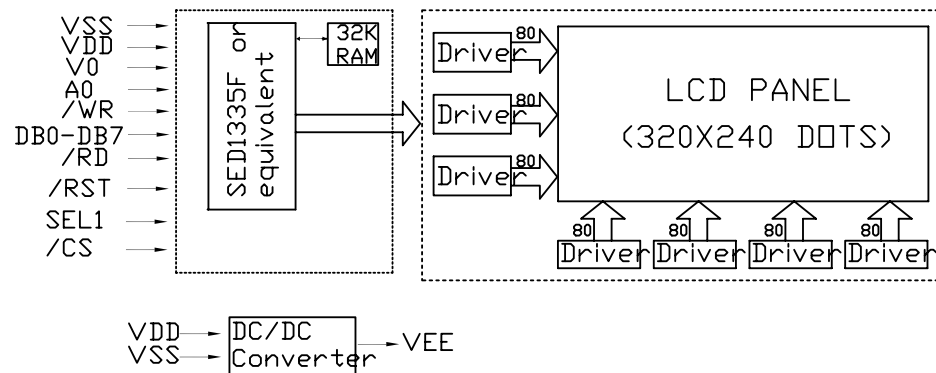 VSS
VDD
V0
A0
/WR
DB0-DB7
/RD
/RST
SEL1
/CS
SED1335F or
equivalent
32K
RAM
Driver
80
Driver
80
Driver
80
LCD PANEL
(320X240 DOTS)
80
80
80
80
Driver
Driver
Driver
Driver
VDD
VSS
DC/DC
Converter
VEE